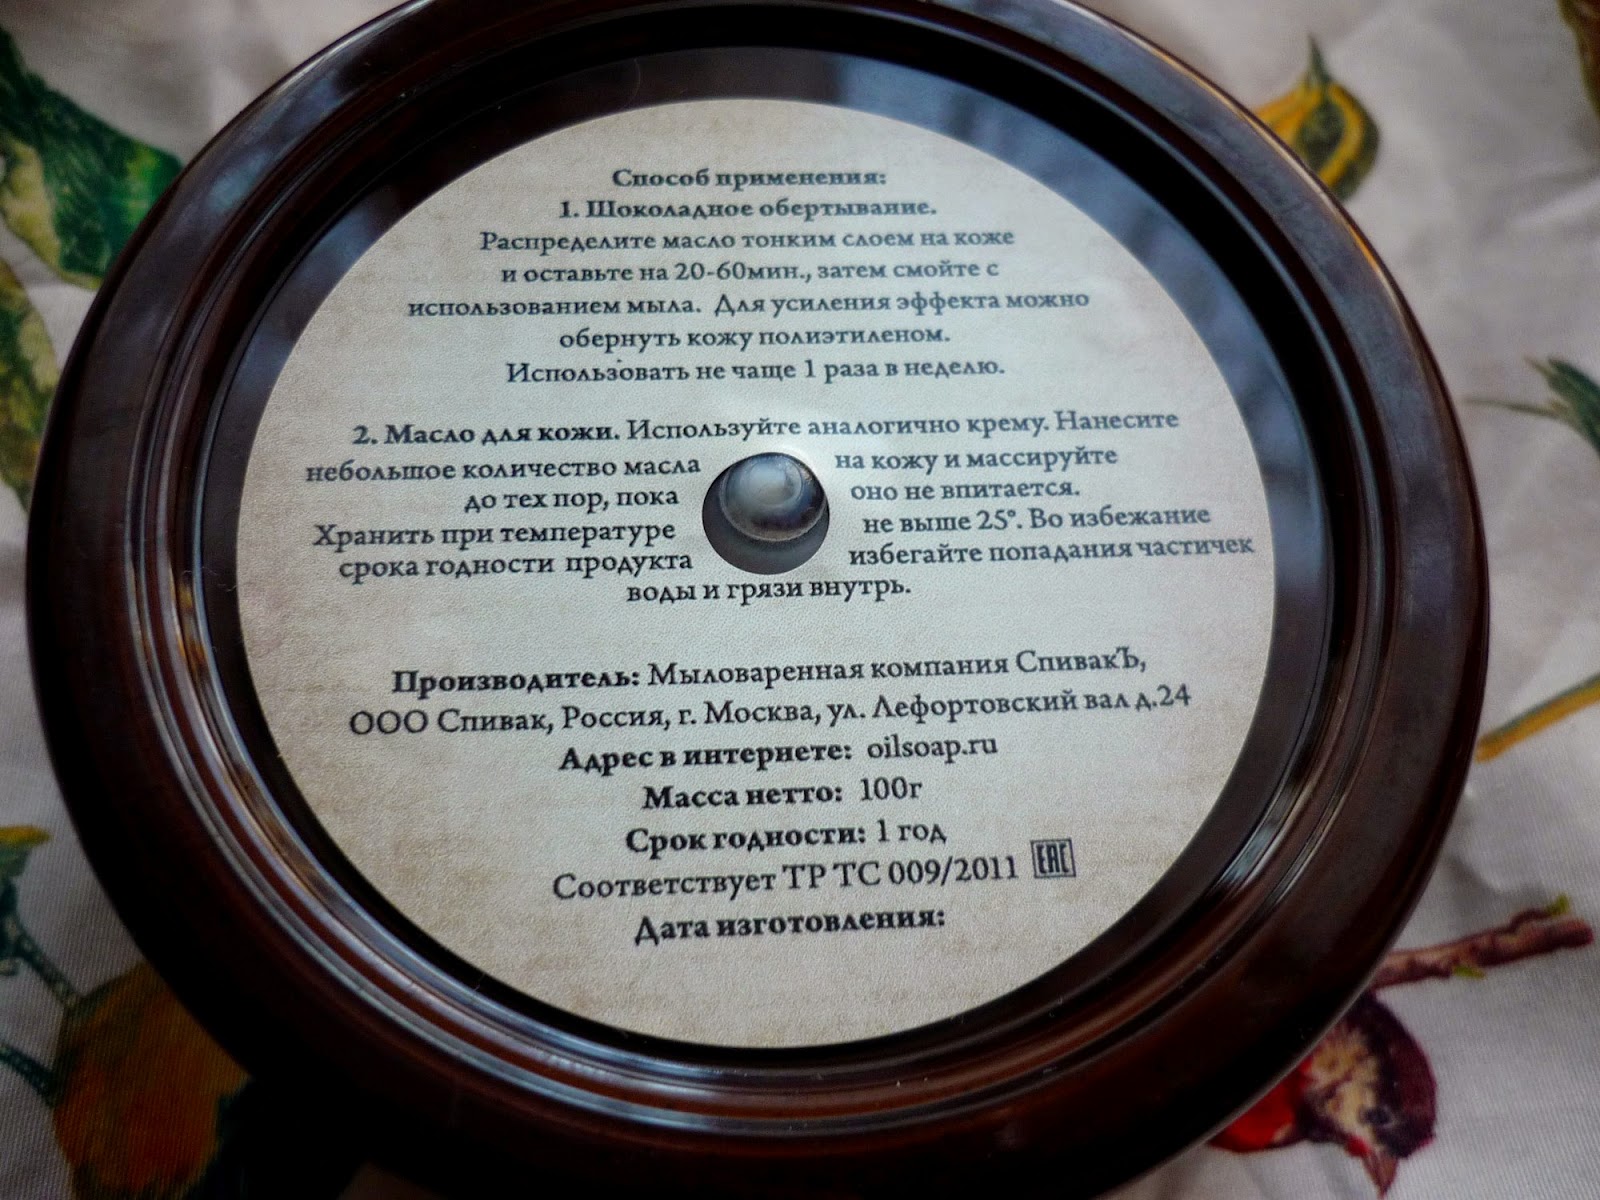 Способ применения:
1. Шоколадное обертывание.
Распределите масло тонким слоем на коже
и оставьте на 20-60мин., затем смойте с
использованием мыла. Для усиления эффекта можно
обернуть кожу полиэтиленом.
Использовать не чаще 1 раза в неделю.
2. Масло для кожи. Используйте аналогично крему. Нанесите
небольшое количество масла на кожу и массируйте
до тех пор, пока оно не впитается.
Хранить при температуре не выше 25°. Во избежание
срока годности продукта избегайте попадания частичек
воды и грязи внутрь.
Производитель: Мыловаренная компания СпивакЪ,
ООО Спивак, Россия, г. Москва, ул. Лефортовский вал д.24
Адрес в интернете: oilsoap.ru
Масса нетто: 100г
Срок годности: 1 год
Соответствует ТР ТС 009/2011 EAC
Дата изготовления: